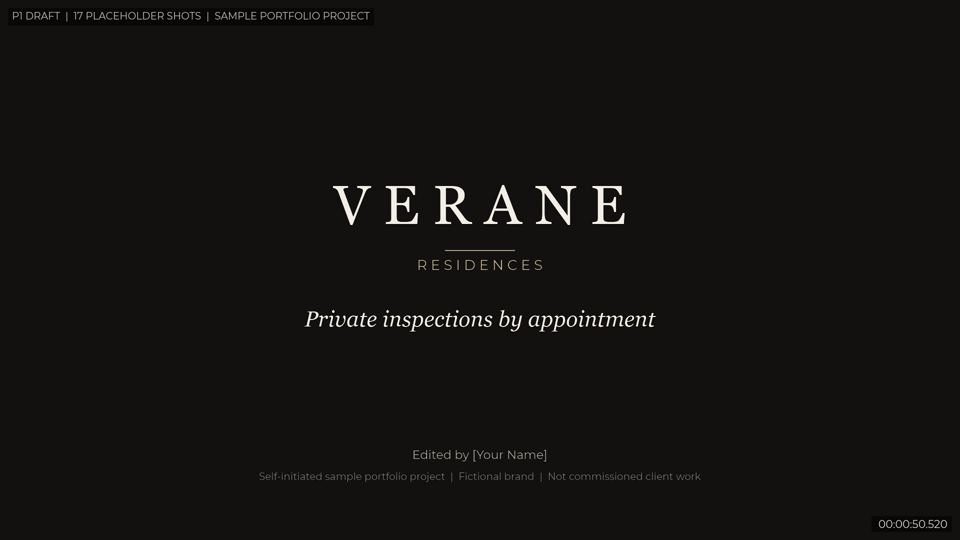 P1 DRAFT | 17 PLACEHOLDER SHOTS | SAMPLE PORTFOLIO PROJECT
VERANE
RESIDENCES
Private inspections by appointment
Edited by [Your Name]
Self-initiated sample portfolio project | Fictional brand | Not commissioned client work
00:00:50.520